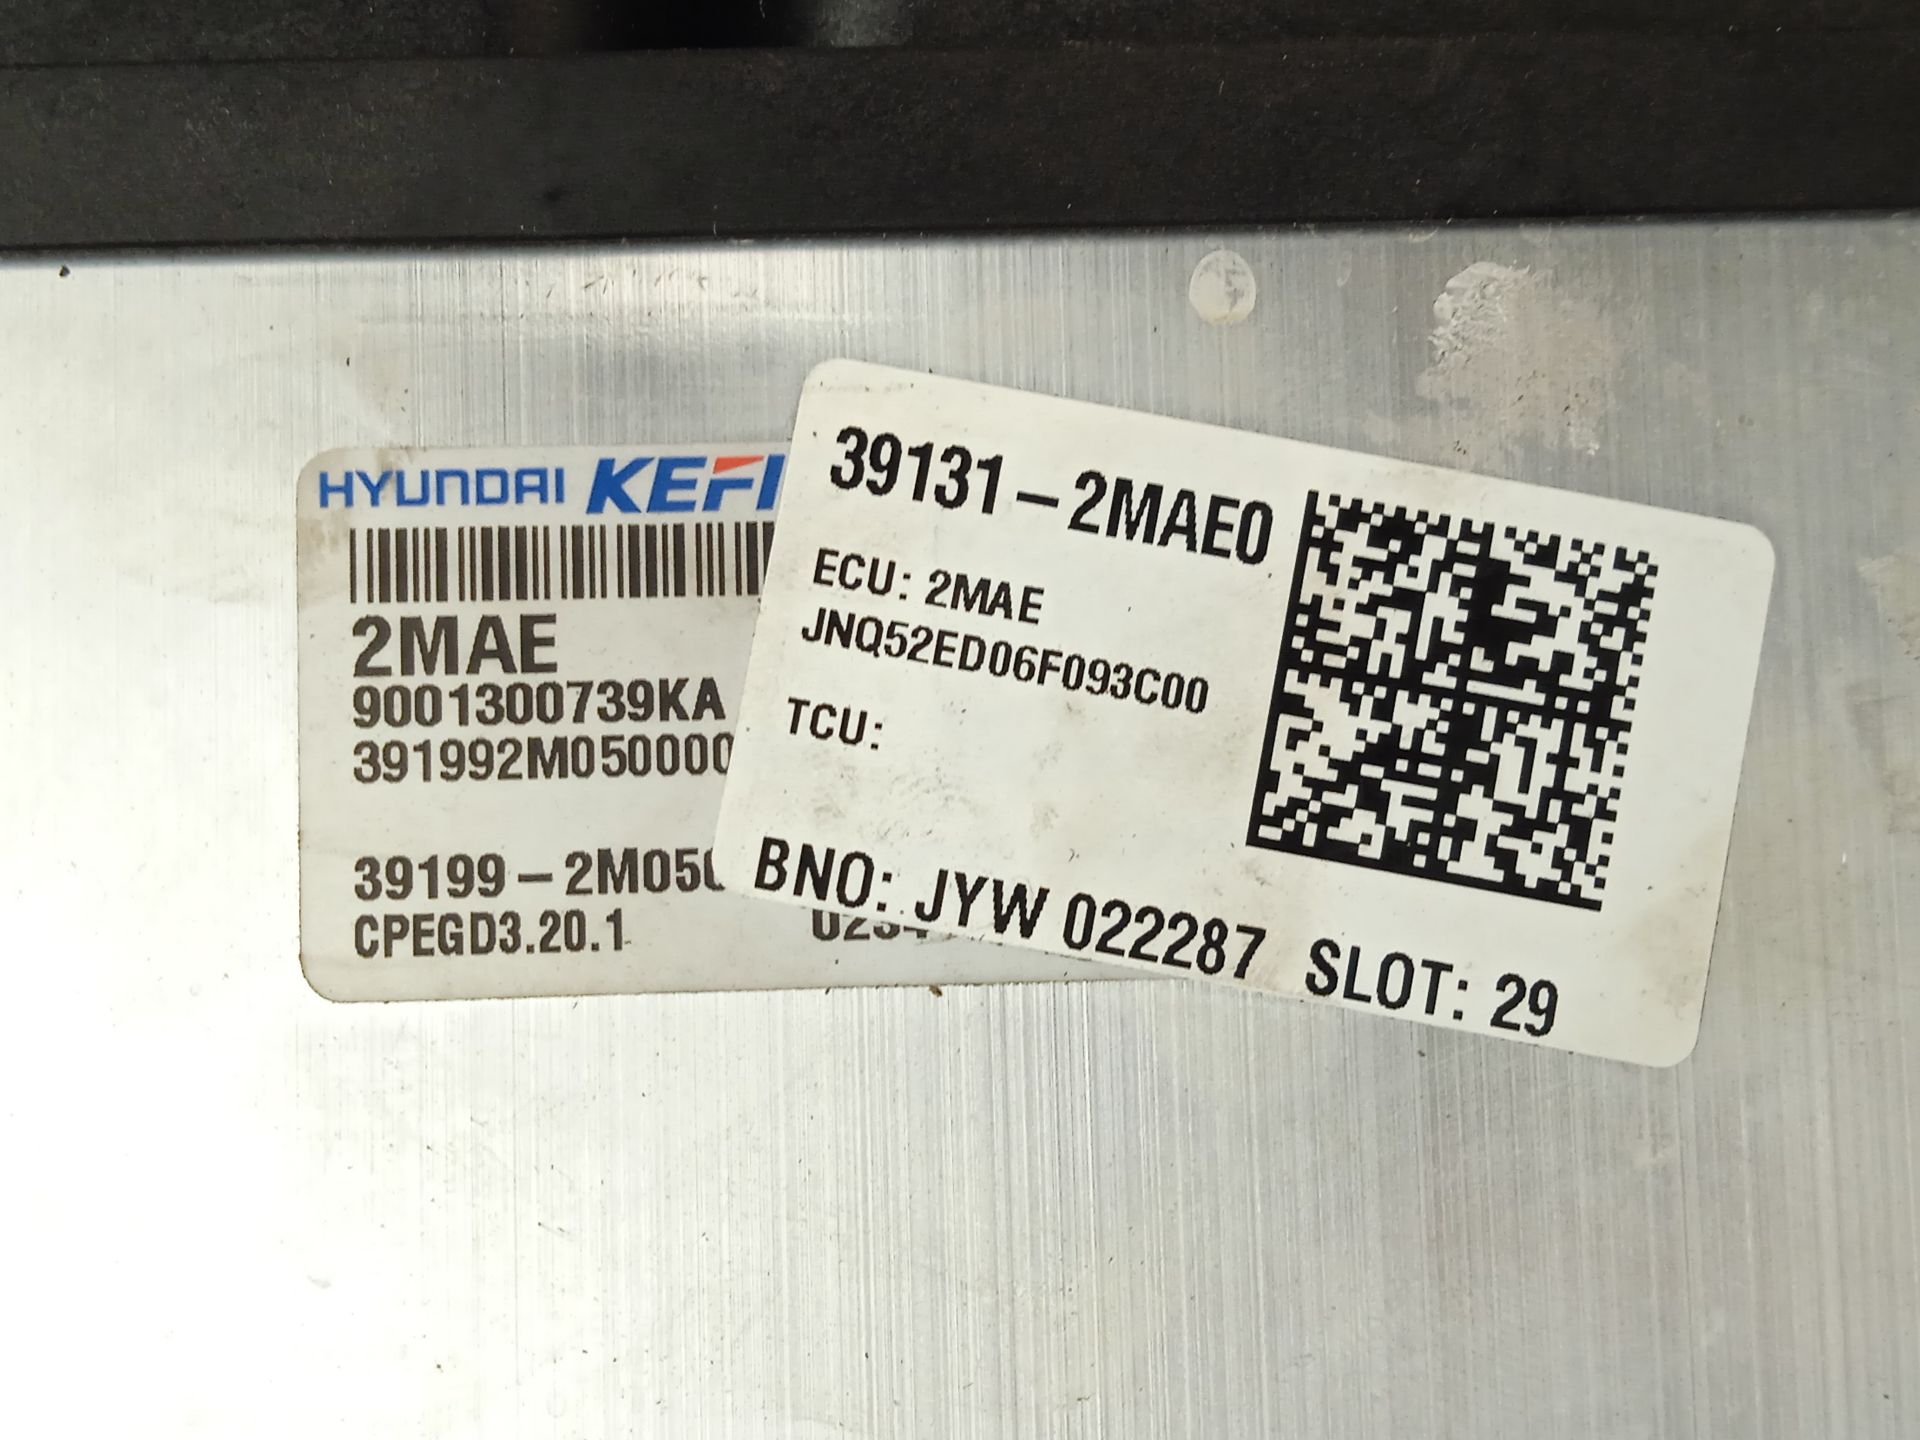 HYUNDAI KEFI
2MAE
9001300739KA
391992M050000
39199-2M050
CPEGD3.20.1
39131-2MAE0
ECU: 2MAE
JNQ52ED06F093C00
TCU:
BNO: JYW 022287 SLOT: 29